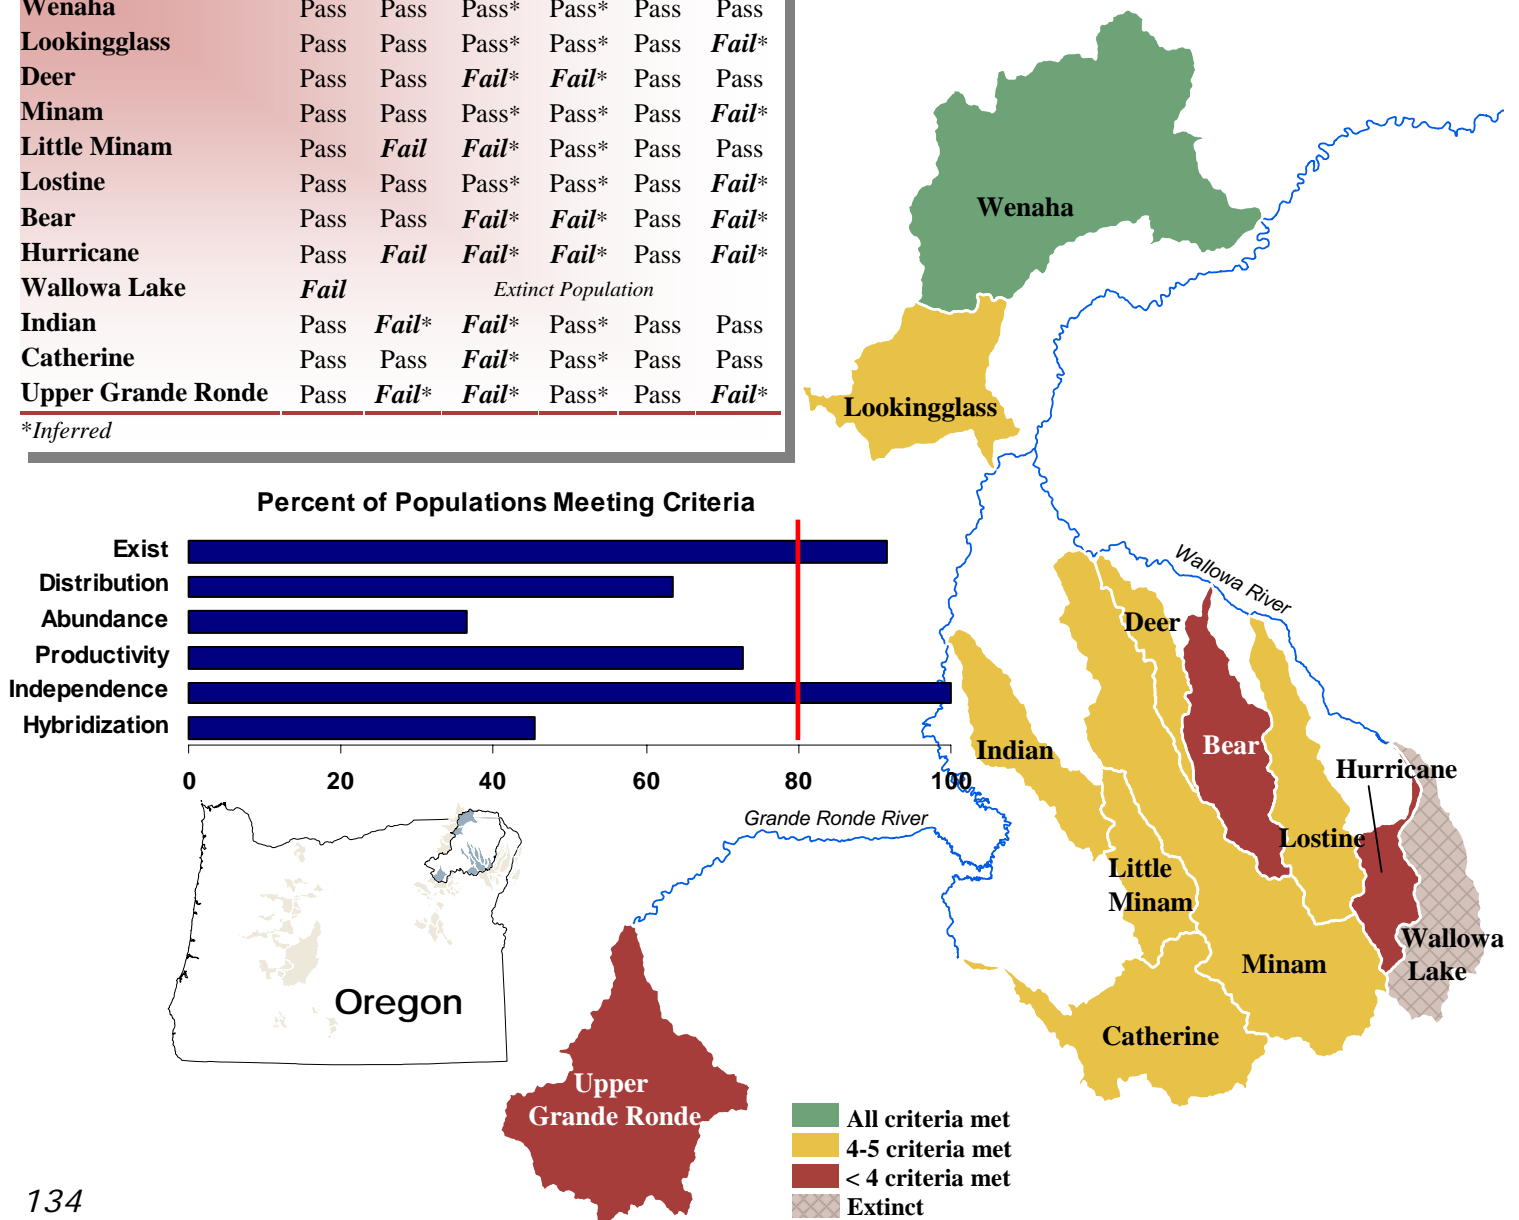 Wenaha Pass Pass Pass* Pass* Pass Pass
Lookingglass Pass Pass Pass* Pass* Pass Fail*
Deer Pass Pass Fail* Fail* Pass Pass
Minam Pass Pass Pass* Pass* Pass Fail*
Little Minam Pass Fail Fail* Pass* Pass Pass
Lostine Pass Pass Pass* Pass* Pass Fail*
Bear Pass Pass Fail* Fail* Pass Fail*
Hurricane Pass Fail Fail* Fail* Pass Fail*
Wallowa Lake Fail Extinct Population
Indian Pass Fail* Fail* Pass* Pass Pass
Catherine Pass Pass Fail* Pass* Pass Pass
Upper Grande Ronde Pass Fail* Fail* Pass* Pass Fail*
*Inferred
Percent of Populations Meeting Criteria
Exist
Distribution
Abundance
Productivity
Independence
Hybridization
0 20 40 60 80 100
Wenaha
Lookingglass
Wallowa River
Deer
Indian
Bear
Hurricane
Lostine
Little
Minam
Wallowa
Lake
Minam
Catherine
Grande Ronde River
Oregon
Upper
Grande Ronde
All criteria met
4-5 criteria met
< 4 criteria met
Extinct
134